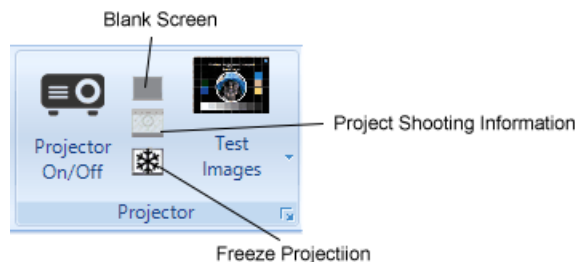 Blank Screen
Projector
On/Off
Test
Images
Project Shooting Information
Projector
Freeze Projectiion